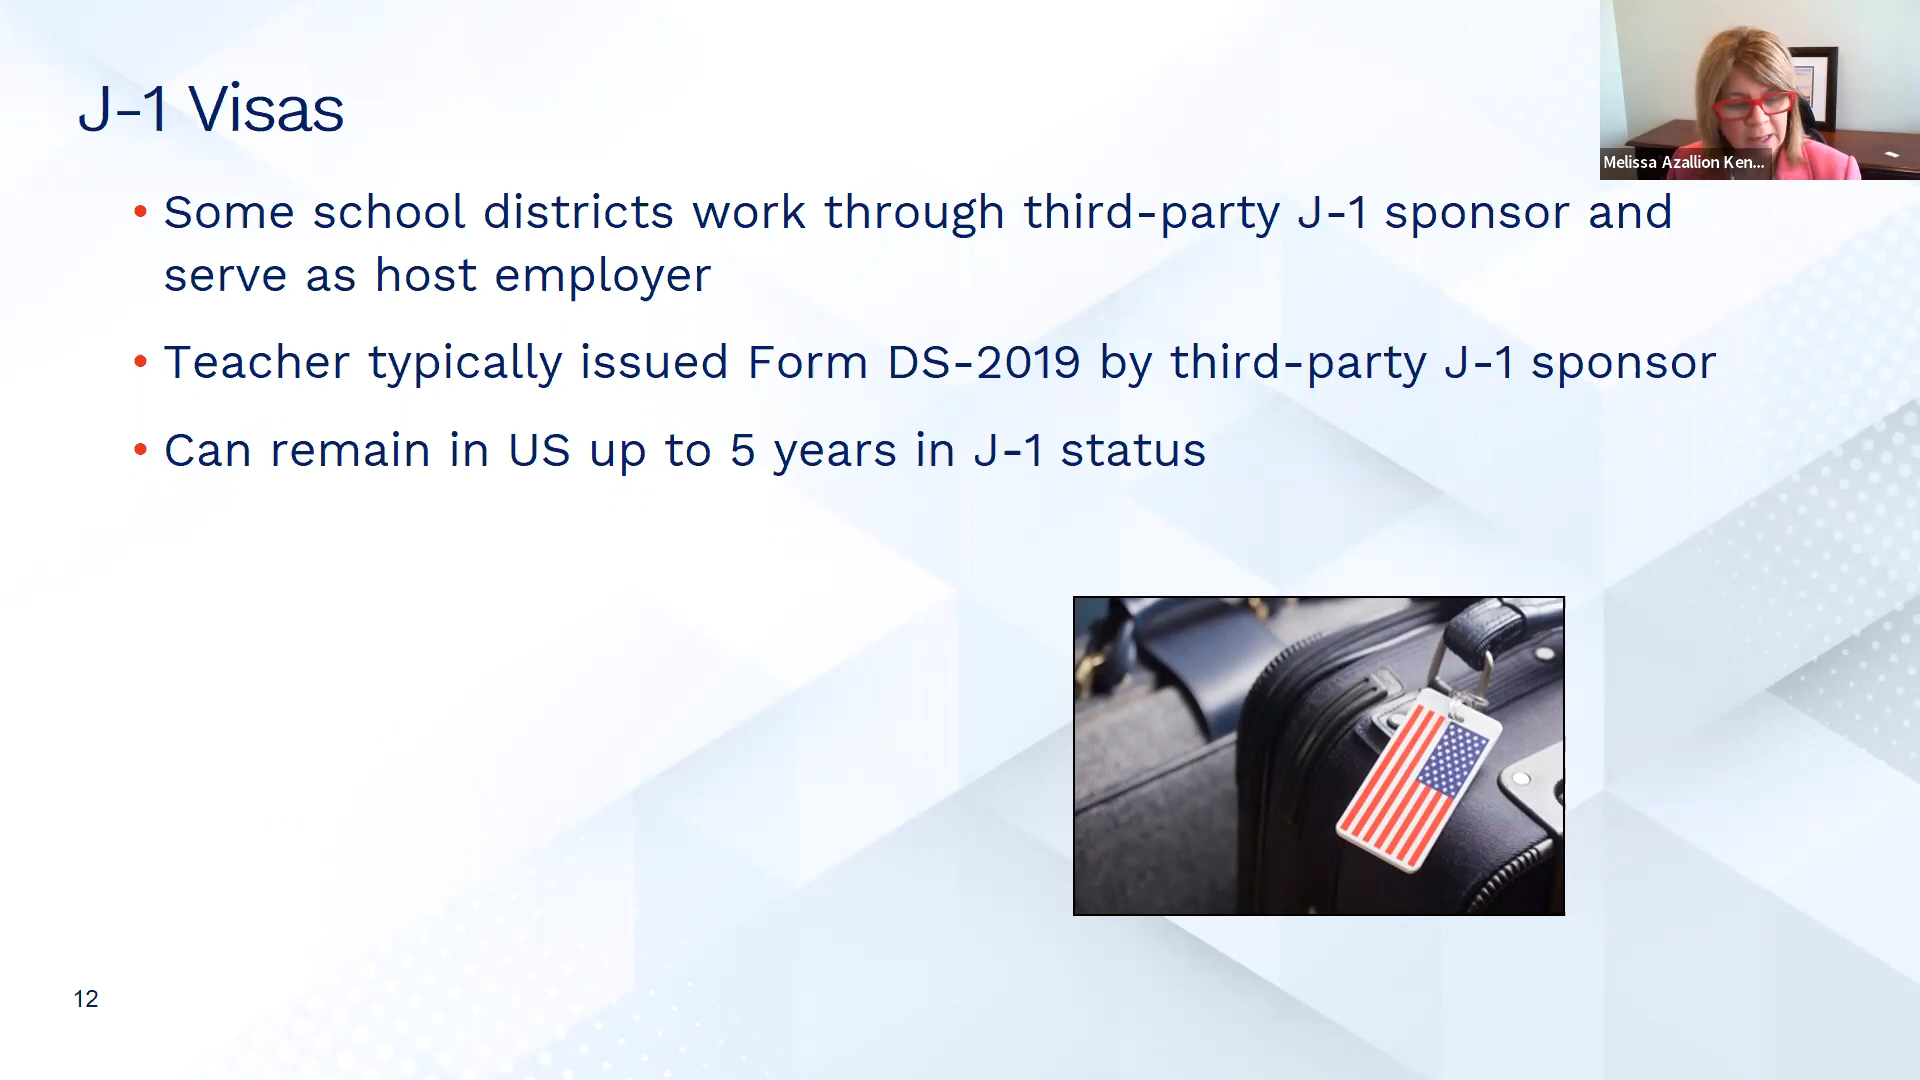 J-1 Visas
Melissa Azallion Ken...
• Some school districts work through third-party J-1 sponsor and
serve as host employer
• Teacher typically issued Form DS-2019 by third-party J-1 sponsor
• Can remain in US up to 5 years in J-1 status
12